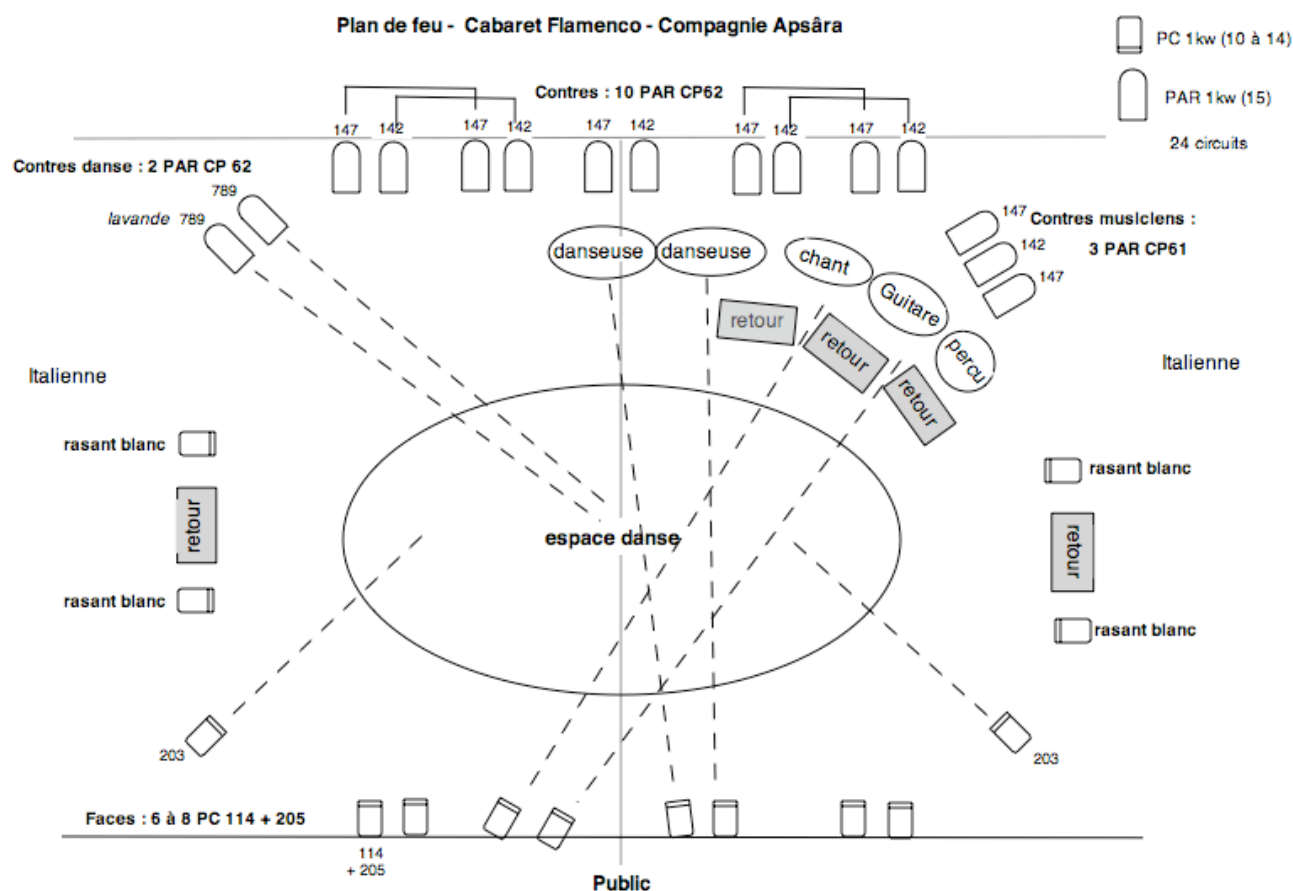 Plan de feu - Cabaret Flamenco - Compagnie Apsâra
PC 1kw (10 à 14)
PAR 1kw (15)
24 circuits
Contres : 10 PAR CP62
147 142 147 142 147 142 147 142 147 142
Contres danse : 2 PAR CP 62
789
lavande 789
147
Contres musiciens :
142
3 PAR CP61
147
danseuse danseuse chant
Guitare
percu
retour
retour
retour
Italienne
Italienne
rasant blanc
rasant blanc
retour
retour
espace danse
rasant blanc
rasant blanc
203
203
Faces : 6 à 8 PC 114 + 205
114
+ 205
Public